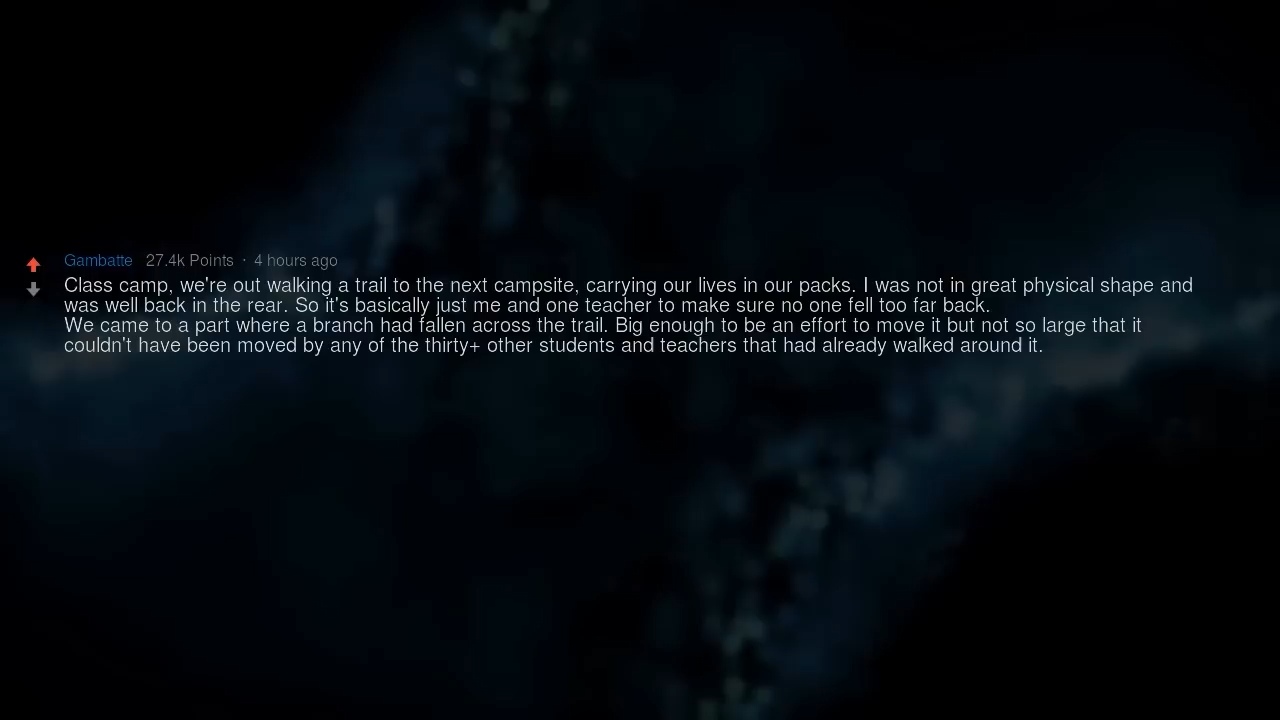 Gambatte 27.4k Points · 4 hours ago
Class camp, we're out walking a trail to the next campsite, carrying our lives in our packs. I was not in great physical shape and
was well back in the rear. So it's basically just me and one teacher to make sure no one fell too far back.
We came to a part where a branch had fallen across the trail. Big enough to be an effort to move it but not so large that it
couldn't have been moved by any of the thirty+ other students and teachers that had already walked around it.